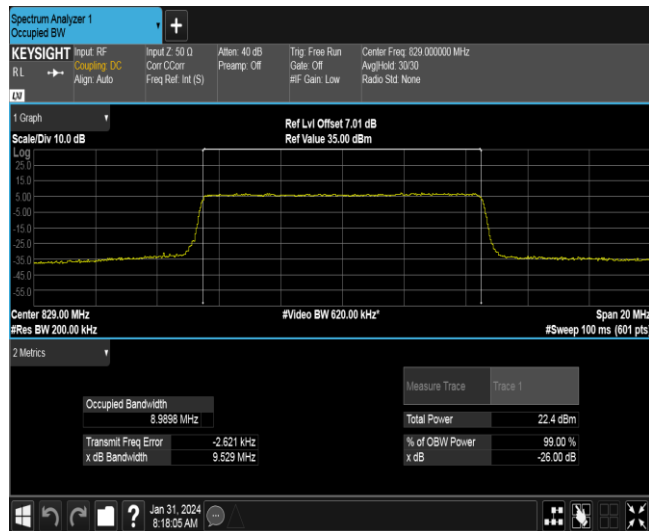 Spectrum Analyzer 1
Occupied BW
+
KEYSIGHT Input: RF Input Z: 50 Ω Atten: 40 dB Trig: Free Run Center Freq: 829.000000 MHz
RL Coupling: DC Corr CCorr Preamp: Off Gate: Off Avg|Hold: 30/30
Align: Auto Freq Ref: Int (S) #IF Gain: Low Radio Std: None
LXI
1 Graph
Ref Lvl Offset 7.01 dB
Scale/Div 10.0 dB Ref Value 35.00 dBm
Log
25.0
15.0
5.00
-5.00
-15.0
-25.0
-35.0
-45.0
-55.0
Center 829.00 MHz #Video BW 620.00 kHz* Span 20 MHz
#Res BW 200.00 kHz #Sweep 100 ms (601 pts)
2 Metrics
Measure Trace Trace 1
Occupied Bandwidth
8.9898 MHz Total Power 22.4 dBm
Transmit Freq Error -2.621 kHz % of OBW Power 99.00 %
x dB Bandwidth 9.529 MHz x dB -26.00 dB
? Jan 31, 2024
8:18:05 AM